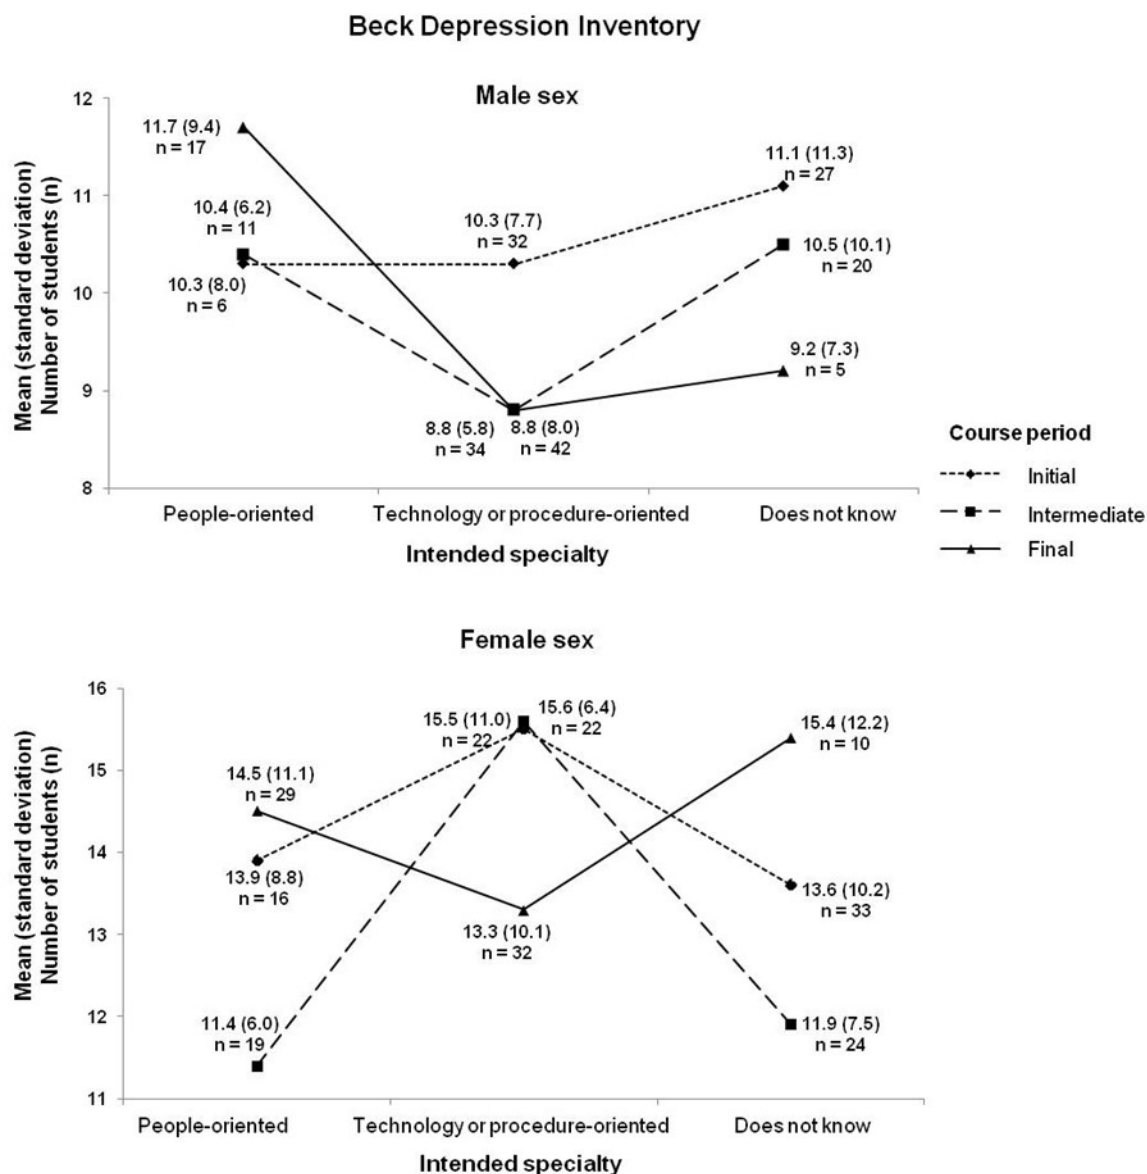 Beck Depression Inventory
Male sex
Mean (standard deviation)
Number of students (n)
12
11
10
9
8
11.7 (9.4)
n = 17
10.4 (6.2)
n = 11
10.3 (8.0)
n = 6
10.3 (7.7)
n = 32
8.8 (5.8)
n = 34
8.8 (8.0)
n = 42
11.1 (11.3)
n = 27
10.5 (10.1)
n = 20
9.2 (7.3)
n = 5
People-oriented
Technology or procedure-oriented
Does not know
Intended specialty
Course period
Initial
Intermediate
Final
Female sex
Mean (standard deviation)
Number of students (n)
16
15
14
13
12
11
14.5 (11.1)
n = 29
13.9 (8.8)
n = 16
11.4 (6.0)
n = 19
15.5 (11.0)
n = 22
15.6 (6.4)
n = 22
13.3 (10.1)
n = 32
15.4 (12.2)
n = 10
13.6 (10.2)
n = 33
11.9 (7.5)
n = 24
People-oriented
Technology or procedure-oriented
Does not know
Intended specialty